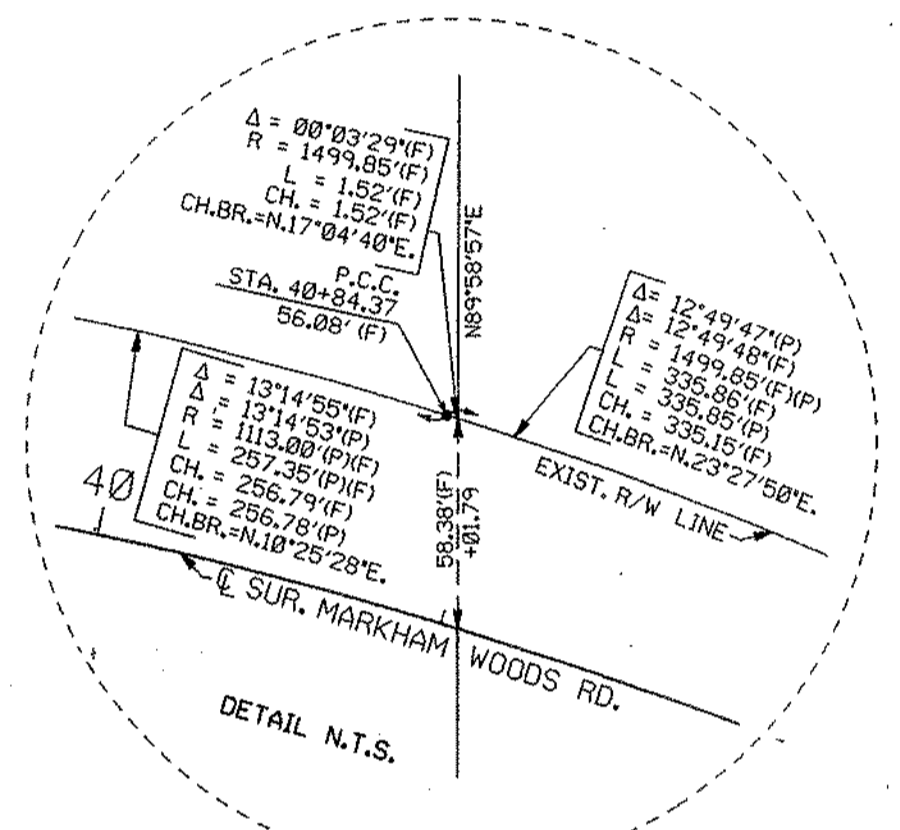 Δ = 00°03'29"(F)
R = 1499.85'(F)
L = 1.52'(F)
CH. = 1.52'(F)
CH.BR.=N.17°04'40"E.
P.C.C.
STA. 40+84.37
56.08' (F)
N89°58'57"E
Δ= 12°49'47"(P)
Δ= 12°49'48"(F)
R = 1499.85'(F)(P)
L = 335.86'(F)
L = 335.85'(P)
CH. = 335.15'(F)
CH.BR.=N.23°27'50"E.
Δ = 13°14'55"(F)
Δ = 13°14'53"(P)
R = 1113.00'(P)(F)
L = 257.35'(P)(F)
CH. = 256.79'(F)
CH. = 256.78'(P)
CH.BR.=N.10°25'28"E.
40
58.38'(F)
+01.79
EXIST. R/W LINE
℄ SUR. MARKHAM WOODS RD.
DETAIL N.T.S.